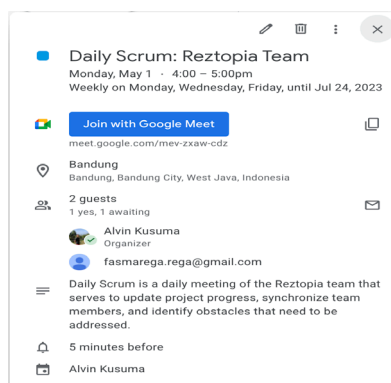 Daily Scrum: Reztopia Team
Monday, May 1 · 4:00 – 5:00pm
Weekly on Monday, Wednesday, Friday, until Jul 24, 2023
Join with Google Meet
meet.google.com/mev-zxaw-cdz
Bandung
Bandung, Bandung City, West Java, Indonesia
2 guests
1 yes, 1 awaiting
Alvin Kusuma
Organizer
fasmarega.rega@gmail.com
Daily Scrum is a daily meeting of the Reztopia team that
serves to update project progress, synchronize team
members, and identify obstacles that need to be
addressed.
5 minutes before
Alvin Kusuma